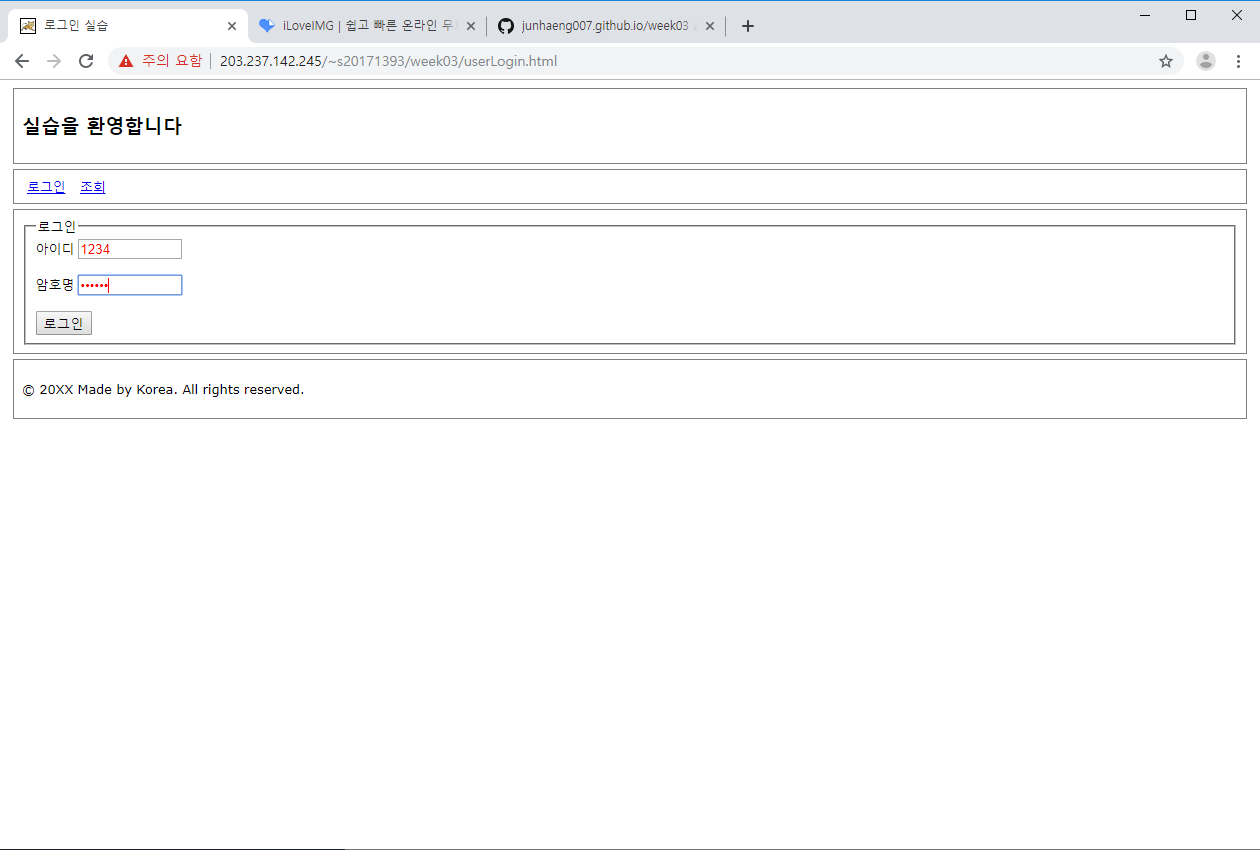 로그인 실습
iLoveIMG | 쉽고 빠른 온라인 무
junhaeng007.github.io/week03
주의 요함
203.237.142.245/~s20171393/week03/userLogin.html
실습을 환영합니다
로그인 조회
로그인
아이디 1234
암호명 ••••••
로그인
© 20XX Made by Korea. All rights reserved.